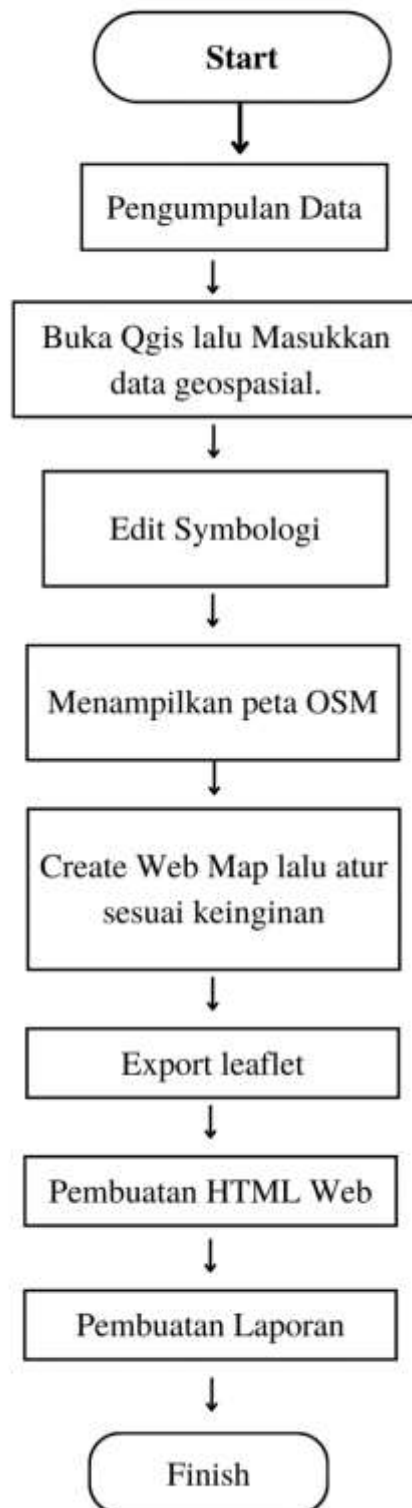 Start
Pengumpulan Data
Buka Qgis lalu Masukkan
data geospasial.
Edit Symbologi
Menampilkan peta OSM
Create Web Map lalu atur
sesuai keinginan
Export leaflet
Pembuatan HTML Web
Pembuatan Laporan
Finish